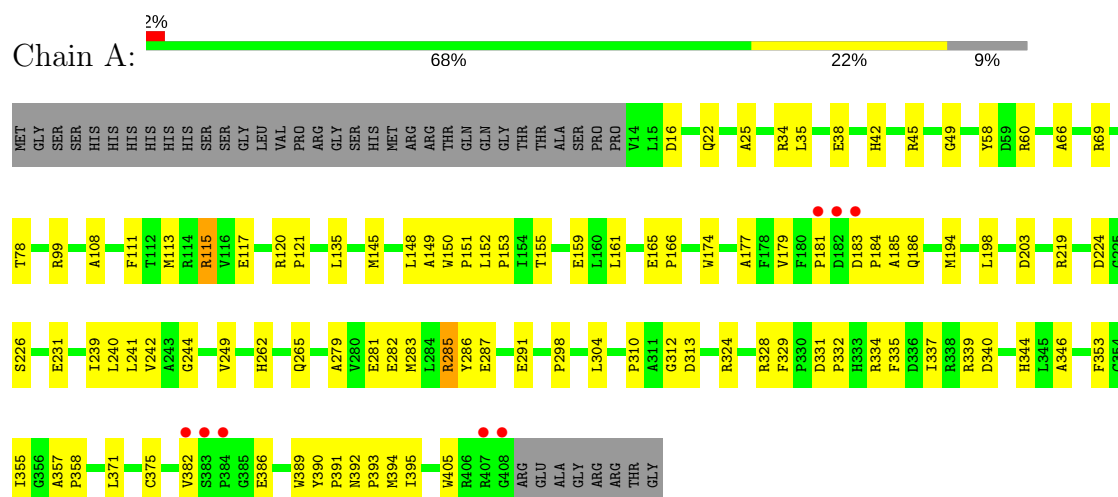 2%
Chain A:
68% 22% 9%
MET GLY SER SER HIS HIS HIS HIS HIS HIS SER SER GLY LEU VAL PRO ARG GLY SER HIS MET ARG ARG THR GLN GLN GLY THR THR ALA SER PRO PRO V14 L15 D16 Q22 A25 R34 L35 E38 H42 R45 G49 Y58 D59 R60 A66 R69
T78 R99 A108 F111 T112 M113 R114 R115 V116 E117 R120 P121 L135 M145 L148 A149 W150 P151 L152 P153 I154 T155 E159 L160 L161 E165 P166 W174 A177 F178 V179 F180 P181 D182 D183 P184 A185 Q186 M194 L198 D203 R219 D224 G225
S226 E231 I239 L240 L241 V242 A243 G244 V249 H262 Q265 A279 V280 E281 E282 M283 L284 R285 Y286 E287 E291 P298 L304 P310 A311 G312 D313 R324 R328 F329 P330 D331 P332 H333 R334 F335 D336 I337 R338 R339 D340 H344 L345 A346 F353 G354
I355 G356 A357 P358 L371 C375 V382 S383 P384 G385 E386 W389 Y390 P391 N392 P393 M394 I395 W405 R406 R407 G408 ARG GLU ALA GLY ARG ARG THR GLY